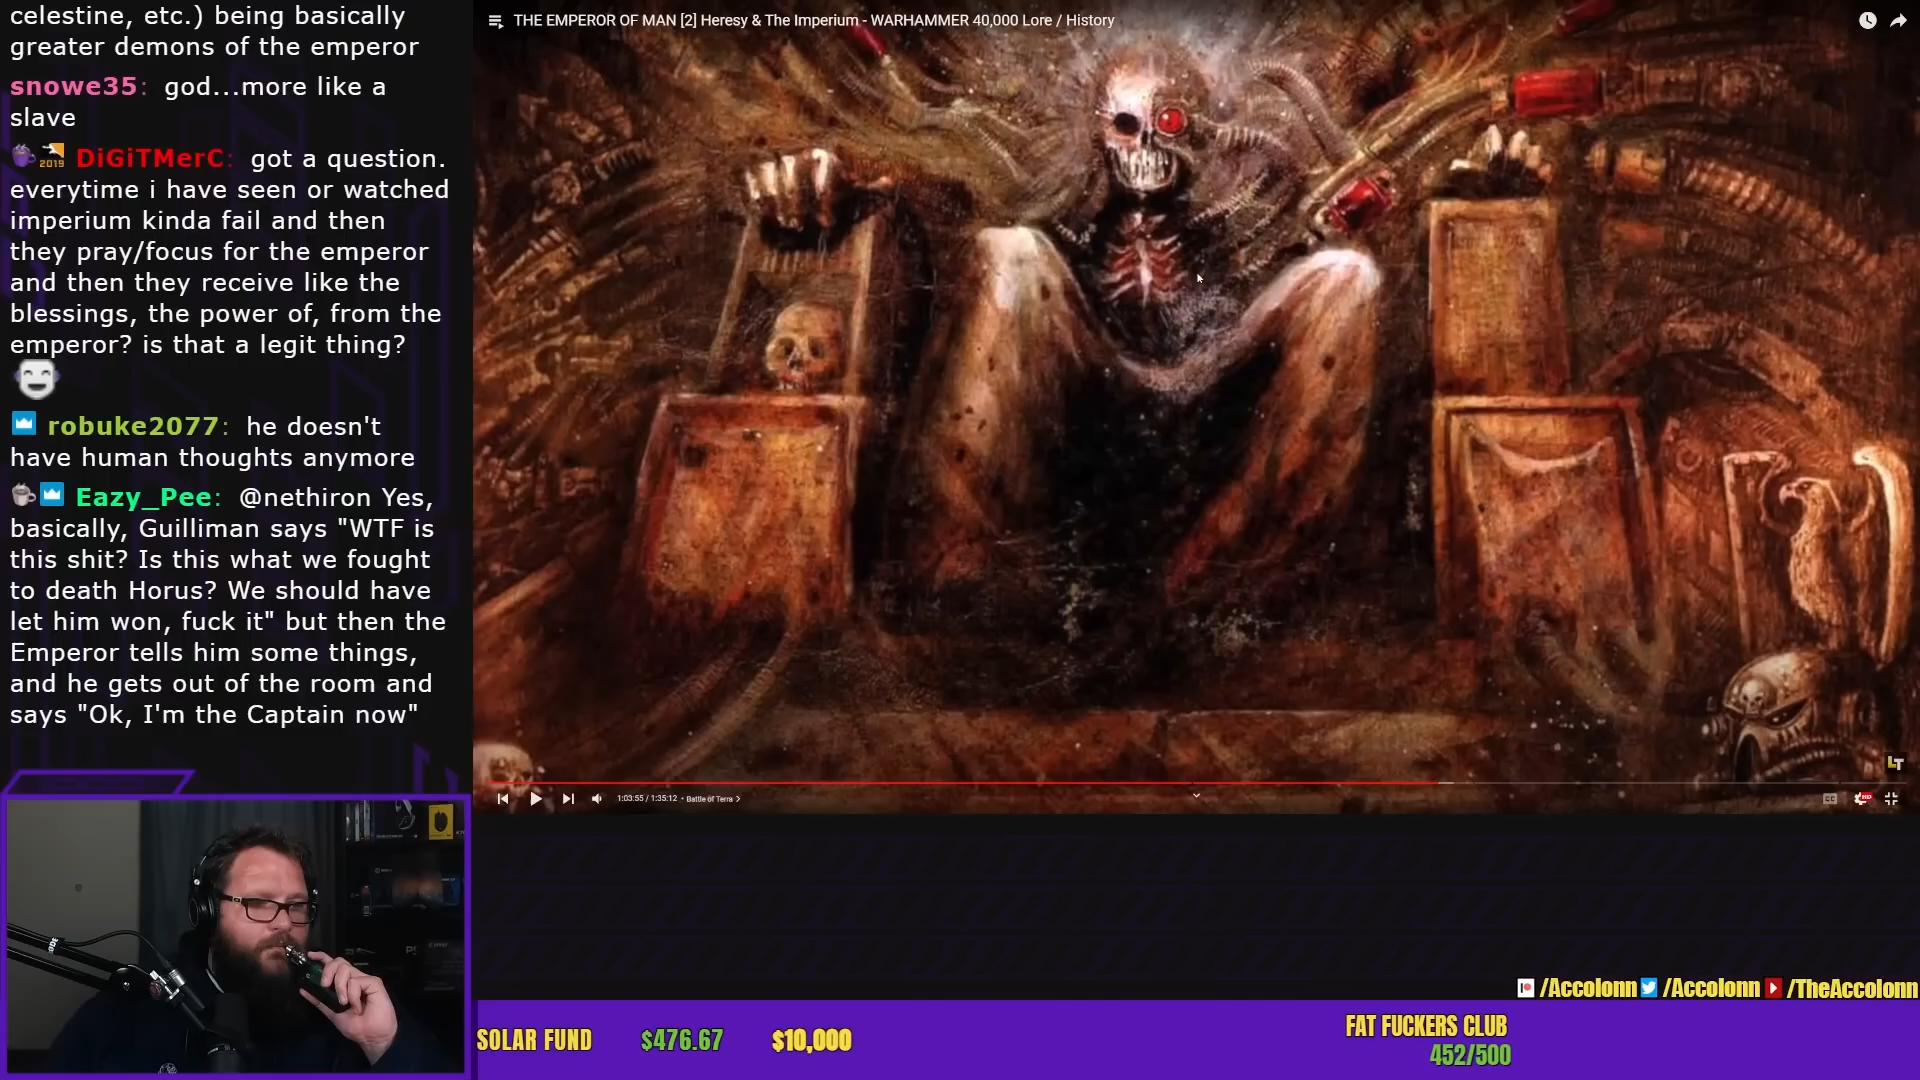 celestine, etc.) being basically
greater demons of the emperor
snowe35: god...more like a
slave
2019 DiGiTMerC: got a question.
everytime i have seen or watched
imperium kinda fail and then
they pray/focus for the emperor
and then they receive like the
blessings, the power of, from the
emperor? is that a legit thing?
robuke2077: he doesn't
have human thoughts anymore
Eazy_Pee: @nethiron Yes,
basically, Guilliman says "WTF is
this shit? Is this what we fought
to death Horus? We should have
let him won, fuck it" but then the
Emperor tells him some things,
and he gets out of the room and
says "Ok, I'm the Captain now"
THE EMPEROR OF MAN [2] Heresy & The Imperium - WARHAMMER 40,000 Lore / History
LT
1:03:55 / 1:35:12 • Battle of Terra >
CC
HD
/Accolonn /Accolonn /TheAccolonn
SOLAR FUND $476.67 $10,000
FAT FUCKERS CLUB
452/500